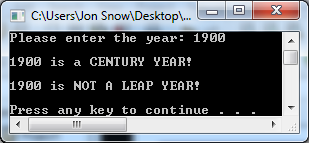 C:\Users\Jon Snow\Desktop\...
Please enter the year: 1900
1900 is a CENTURY YEAR!
1900 is NOT A LEAP YEAR!
Press any key to continue . . .